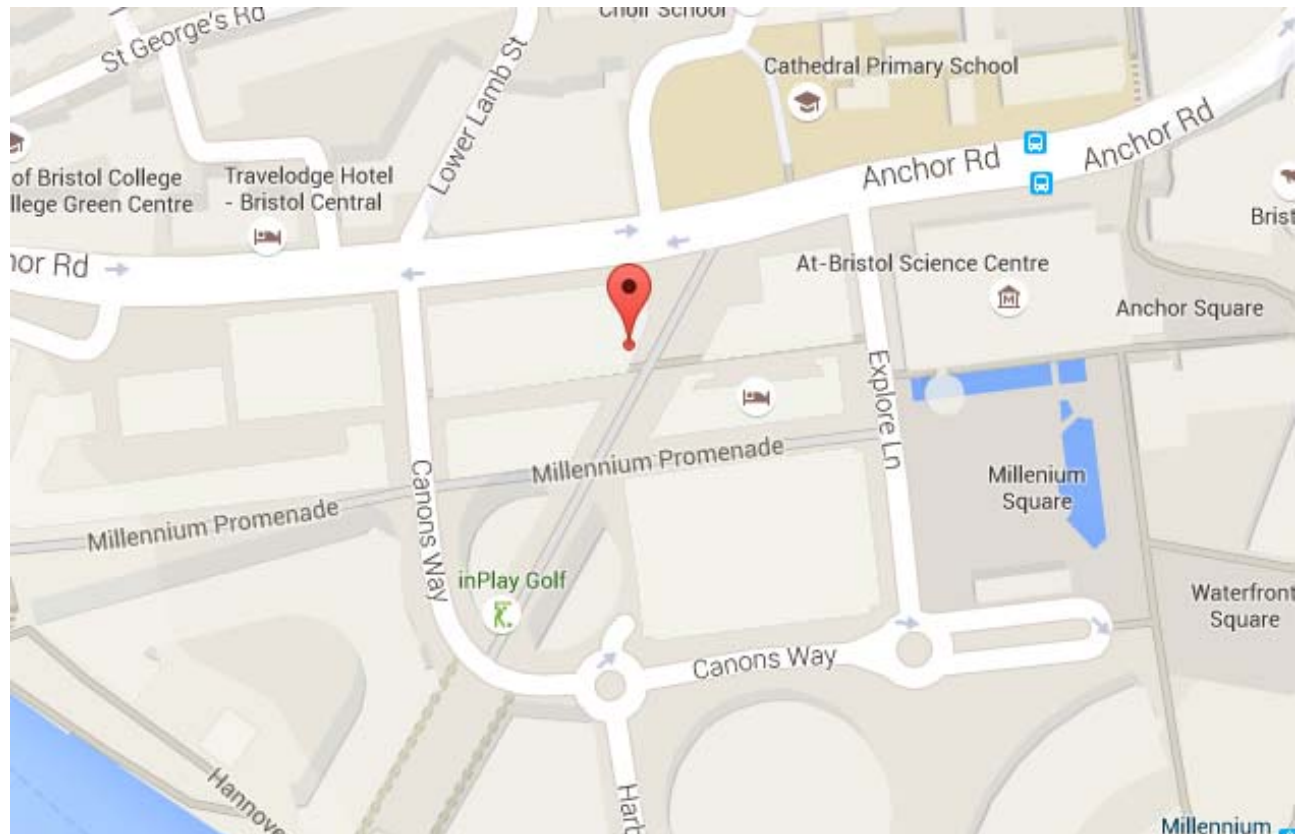 Choir School
St George's Rd
Cathedral Primary School
Lower Lamb St
of Bristol College
llege Green Centre
Travelodge Hotel
- Bristol Central
Anchor Rd
Anchor Rd
Brist
nor Rd
At-Bristol Science Centre
Anchor Square
Explore Ln
Millennium Promenade
Canons Way
Millenium
Square
Millennium Promenade
inPlay Golf
Waterfront
Square
Canons Way
Hannove
Harb
Millennium